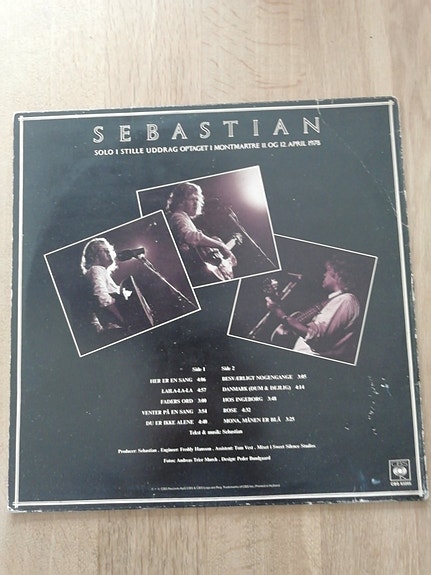 SEBASTIAN
SOLO I STILLE UDDRAG OPTAGET I MONTMARTRE 11 OG 12 APRIL 1978
Side 1 Side 2
HER ER EN SANG 4:06 BESVÆRLIGT NOGENGANGE 3:05
LAILA-LA-LA 4:57 DANMARK (DUM & DEJLIG) 4:14
FADERS ORD 3:00 HOS INGEBORG 3:48
VENTER PÅ EN SANG 3:54 ROSE 4:32
DU ER IKKE ALENE 4:40 MONA, MÅNEN ER BLÅ 3:25
Tekst & musik: Sebastian
Producer: Sebastian . Engineer: Freddy Hansson . Assistent: Tom Vest . Mixet i Sweet Silence Studios
Fotos: Andreas Trier Mørch . Design: Peder Bundgaard
CBS